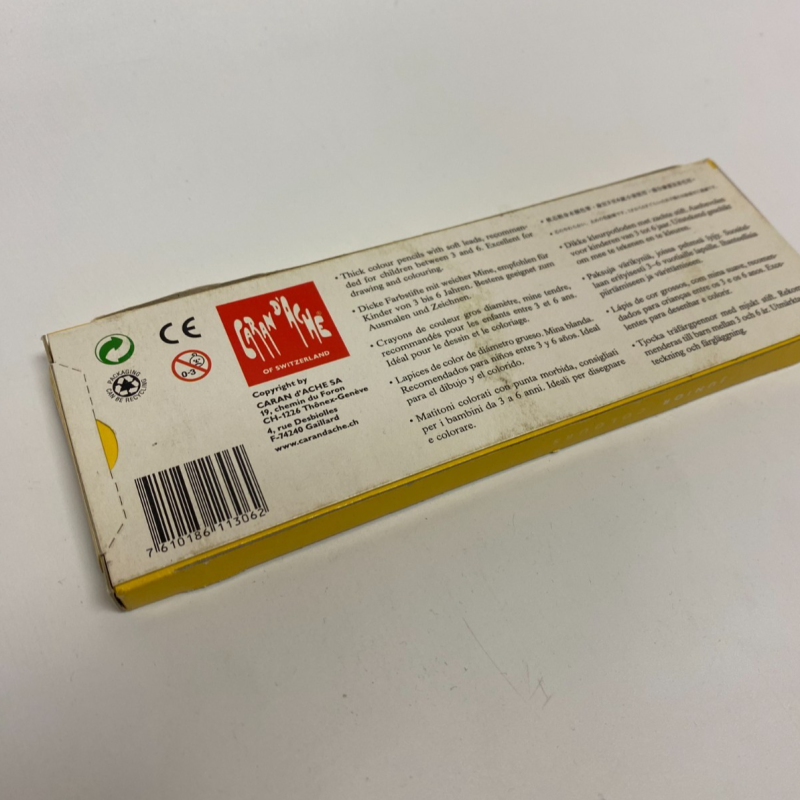 CE
0-3
PACKAGING
CAN BE RECYCLING
CARAN D'ACHE
OF SWITZERLAND
Copyright by
CARAN d'ACHE SA
19, chemin du Foron
CH-1226 Thônex-Genève
4, rue Desbiolles
F-74240 Gaillard
www.carandache.ch
7 610186 113062
• Thick colour pencils with soft leads, recommen-
ded for children between 3 and 6. Excellent for
drawing and colouring.
• Dicke Farbstifte mit weicher Mine, empfohlen für
Kinder von 3 bis 6 Jahren. Bestens geeignet zum
Ausmalen und Zeichnen.
• Crayons de couleur gros diamètre, mine tendre,
recommandés pour les enfants entre 3 et 6 ans.
Idéal pour le dessin et le coloriage.
• Lapices de color de diámetro grueso. Mina blanda.
Recomendados para niños entre 3 y 6 años. Ideal
para el dibujo y el colorido.
• Matitoni colorati con punta morbida, consigliati
per i bambini da 3 a 6 anni. Ideali per disegnare
e colorare.
• Dikke kleurpotloden met zachte stift. Aanbevolen
voor kinderen van 3 tot 6 jaar. Uitstekend geschikt
om mee te tekenen en te kleuren.
• Paksuja värikyniä, joissa pehmeä lyijy. Suositel-
laan erityisesti 3-6 vuotiaille lapsille. Ihanteellisia
piirtämiseen ja värittämiseen.
• Lápis de cor grossos, com mina suave, recomen-
dados para crianças entre os 3 e os 6 anos. Exce-
lentes para desenhar e colorir.
• Tjocka trifärgpennor med mjukt stift. Rekom-
menderas till barn mellan 3 och 6 år. Utmärkta
teckning och färgläggning.